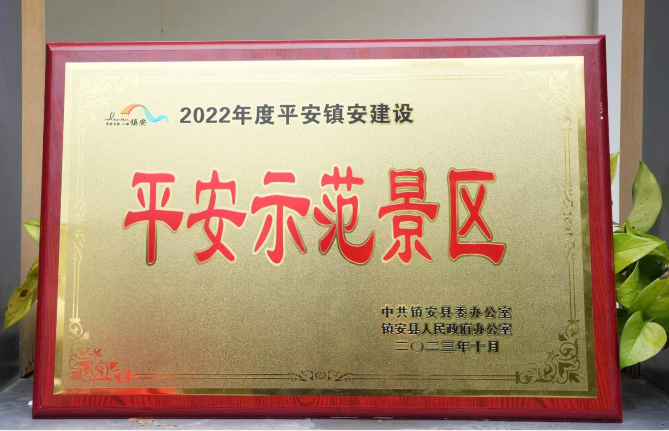 镇安
2022年度平安镇安建设
平安示范景区
中共镇安县委办公室
镇安县人民政府办公室
二〇二三年十月